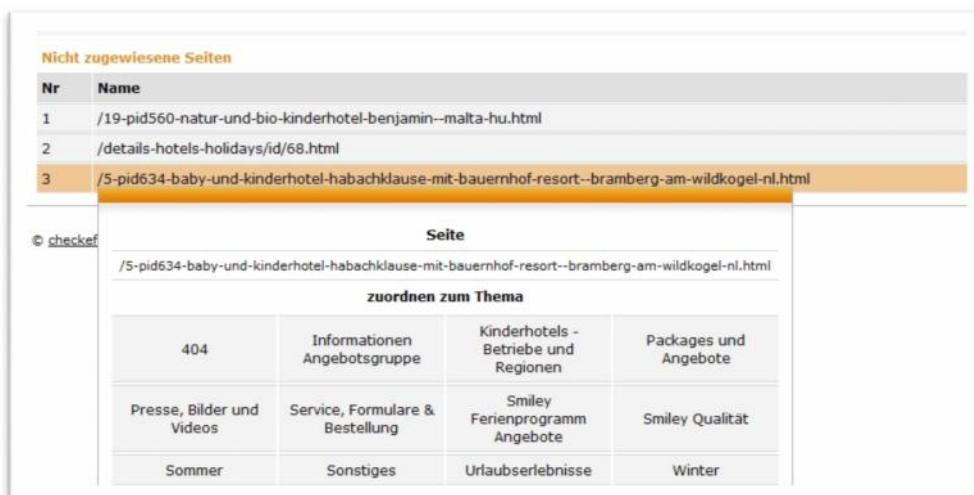 Nicht zugewiesene Seiten
Nr Name
1 /19-pid560-natur-und-bio-kinderhotel-benjamin--malta-hu.html
2 /details-hotels-holidays/id/68.html
3 /5-pid634-baby-und-kinderhotel-habachklause-mit-bauernhof-resort--bramberg-am-wildkogel-nl.html
© checkef
Seite
/5-pid634-baby-und-kinderhotel-habachklause-mit-bauernhof-resort--bramberg-am-wildkogel-nl.html
zuordnen zum Thema
404
Informationen
Angebotsgruppe
Kinderhotels -
Betriebe und
Regionen
Packages und
Angebote
Presse, Bilder und
Videos
Service, Formulare &
Bestellung
Smiley
Ferienprogramm
Angebote
Smiley Qualität
Sommer
Sonstiges
Urlaubserlebnisse
Winter